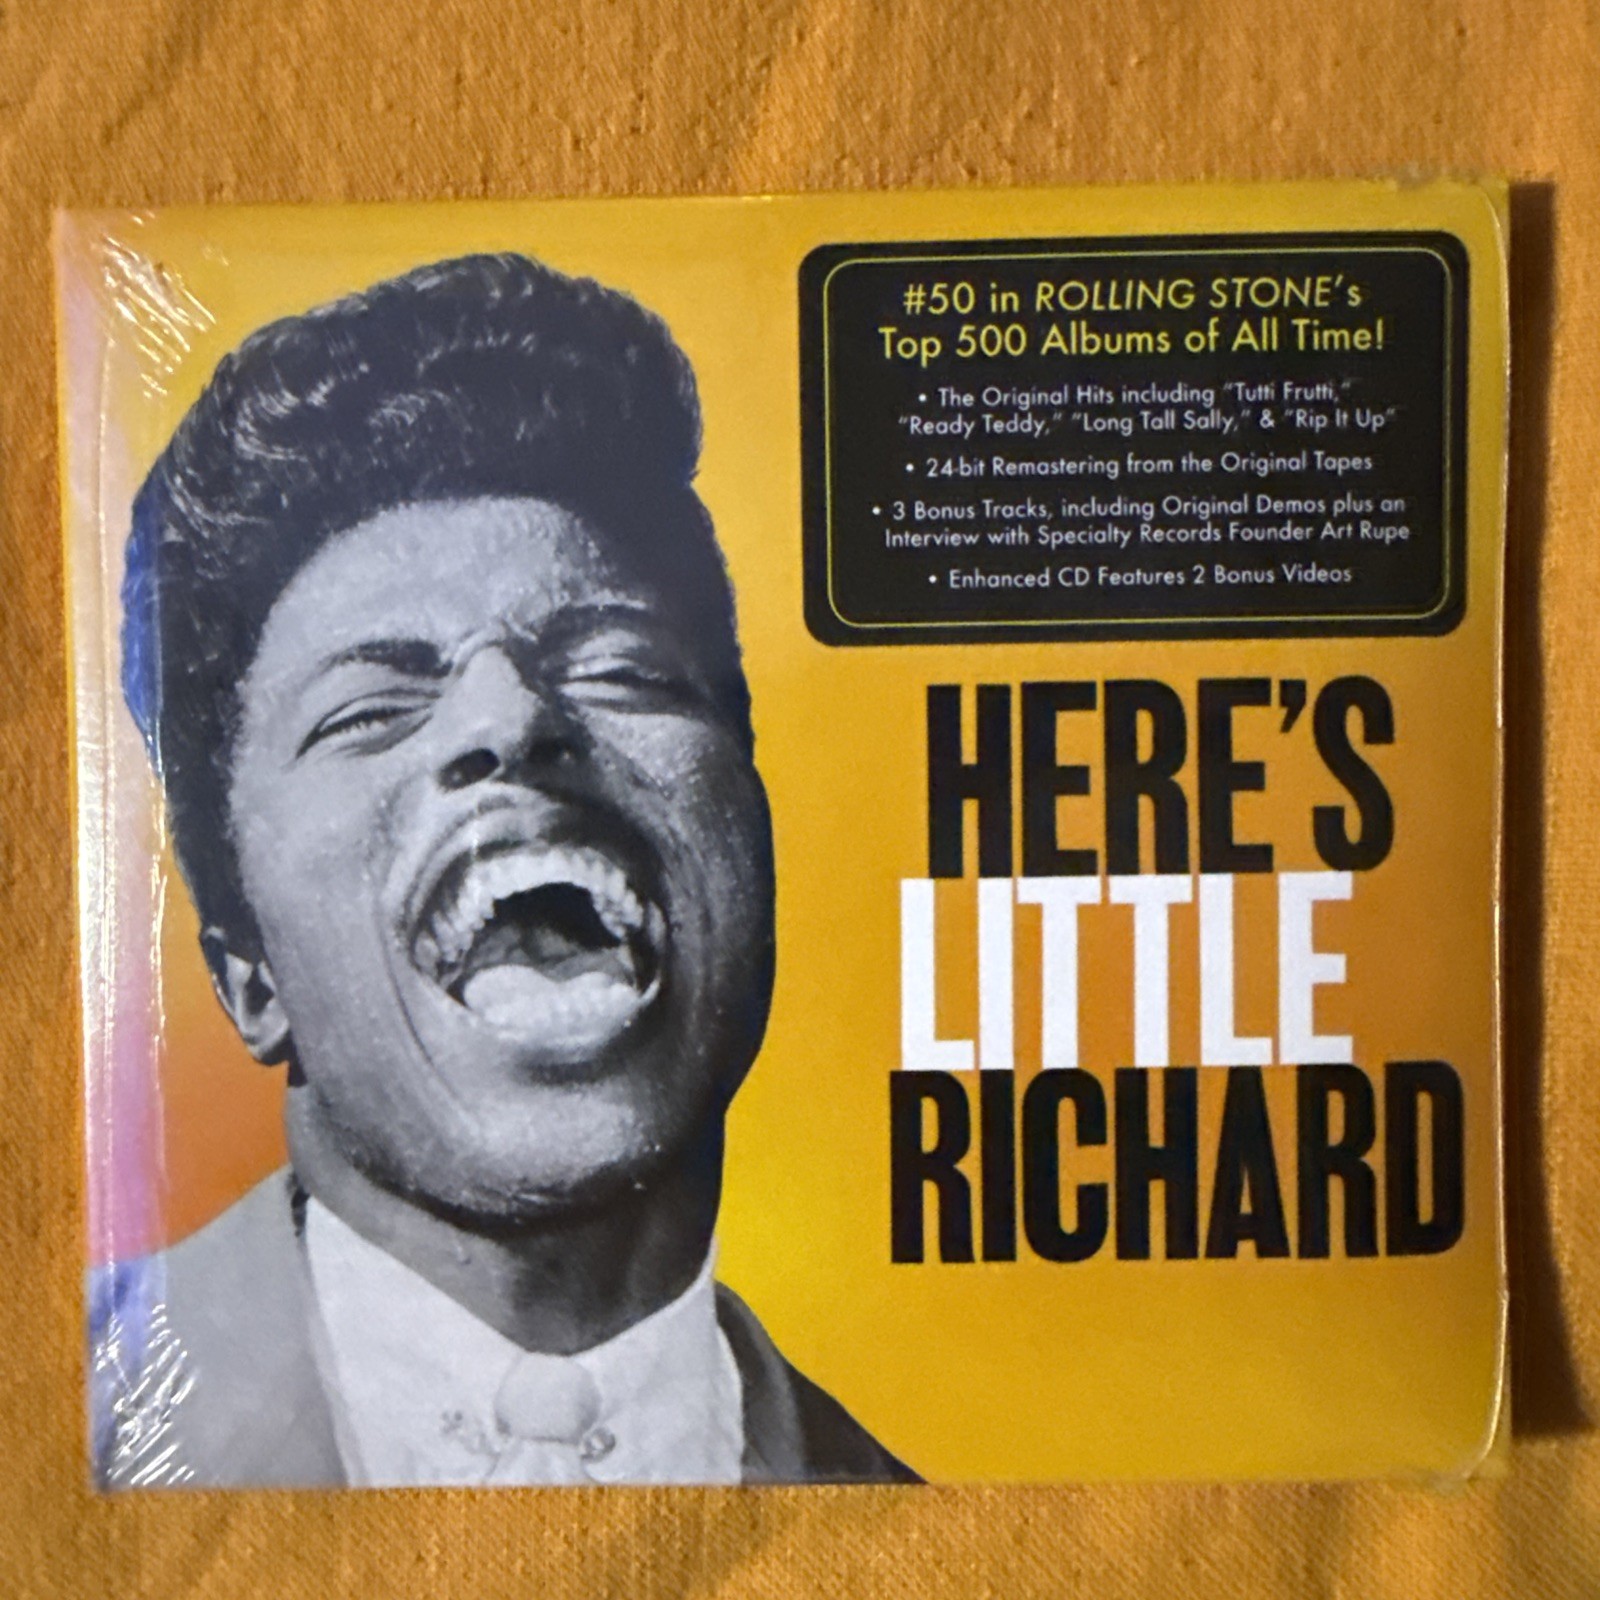 #50 in ROLLING STONE's
Top 500 Albums of All Time!
• The Original Hits including "Tutti Frutti,"
"Ready Teddy," "Long Tall Sally," & "Rip It Up"
• 24-bit Remastering from the Original Tapes
• 3 Bonus Tracks, including Original Demos plus an
Interview with Specialty Records Founder Art Rupe
• Enhanced CD Features 2 Bonus Videos
HERE'S
LITTLE
RICHARD